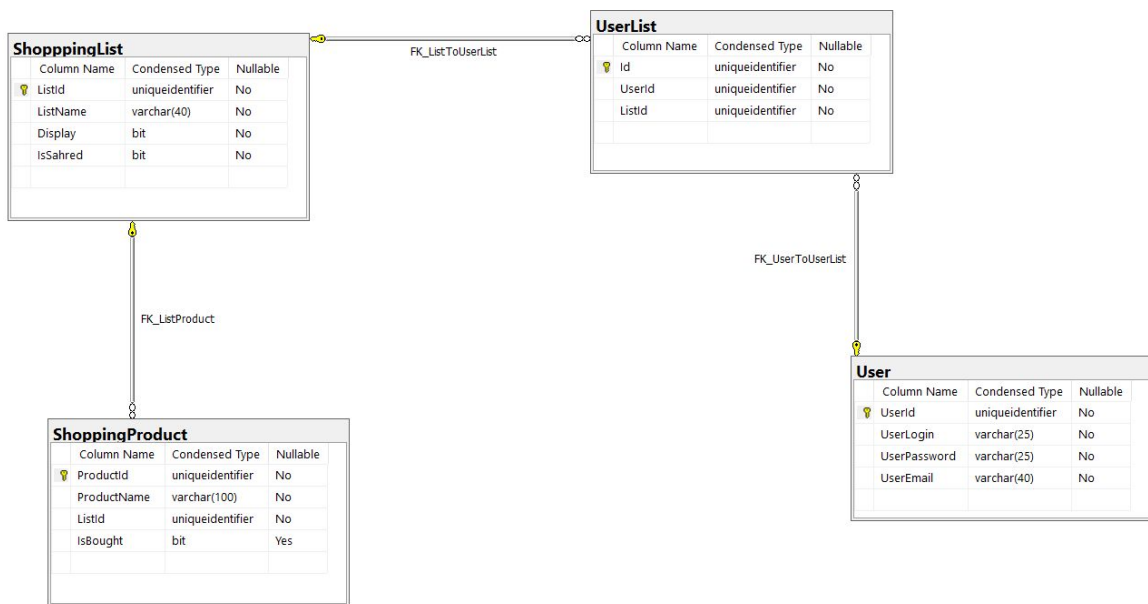 ShopppingList
Column Name Condensed Type Nullable
ListId uniqueidentifier No
ListName varchar(40) No
Display bit No
IsSahred bit No
FK_ListToUserList
UserList
Column Name Condensed Type Nullable
Id uniqueidentifier No
UserId uniqueidentifier No
ListId uniqueidentifier No
FK_UserToUserList
FK_ListProduct
User
Column Name Condensed Type Nullable
UserId uniqueidentifier No
UserLogin varchar(25) No
UserPassword varchar(25) No
UserEmail varchar(40) No
ShoppingProduct
Column Name Condensed Type Nullable
ProductId uniqueidentifier No
ProductName varchar(100) No
ListId uniqueidentifier No
IsBought bit Yes